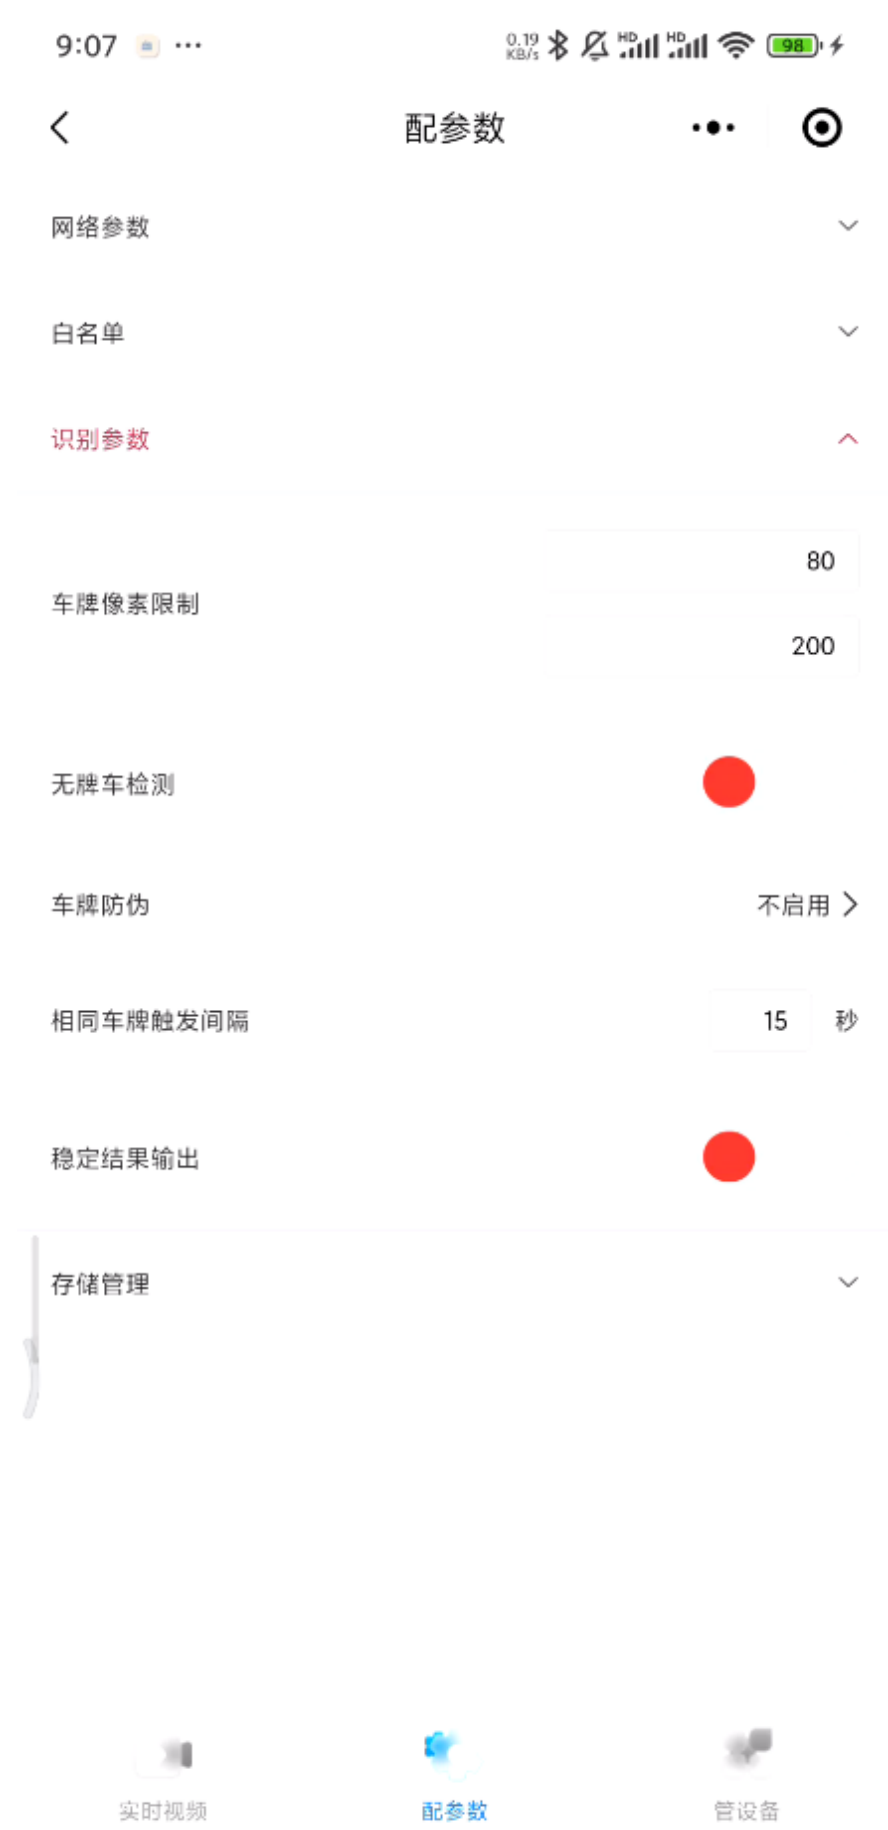 9:07
0.19 KB/s HD HD 98
配参数
网络参数
白名单
识别参数
80
车牌像素限制
200
无牌车检测
车牌防伪 不启用
相同车牌触发间隔 15 秒
稳定结果输出
存储管理
实时视频 配参数 管设备